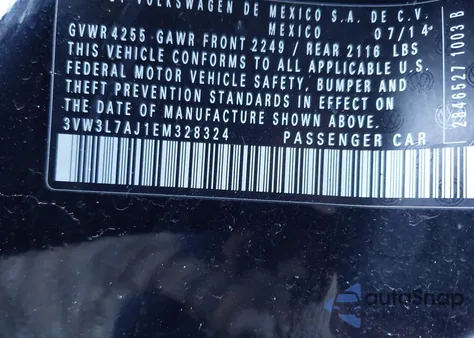 VOLKSWAGEN DE MEXICO S.A. DE C.V.
MEXICO 07/14
GVWR 4255 GAWR FRONT 2249 / REAR 2116 LBS
THIS VEHICLE CONFORMS TO ALL APPLICABLE U.S.
FEDERAL MOTOR VEHICLE SAFETY, BUMPER AND
THEFT PREVENTION STANDARDS IN EFFECT ON
THE DATE OF MANUFACTURE SHOWN ABOVE.
3VW3L7AJ1EM328324 PASSENGER CAR
2846527 1003 B
autoSnap